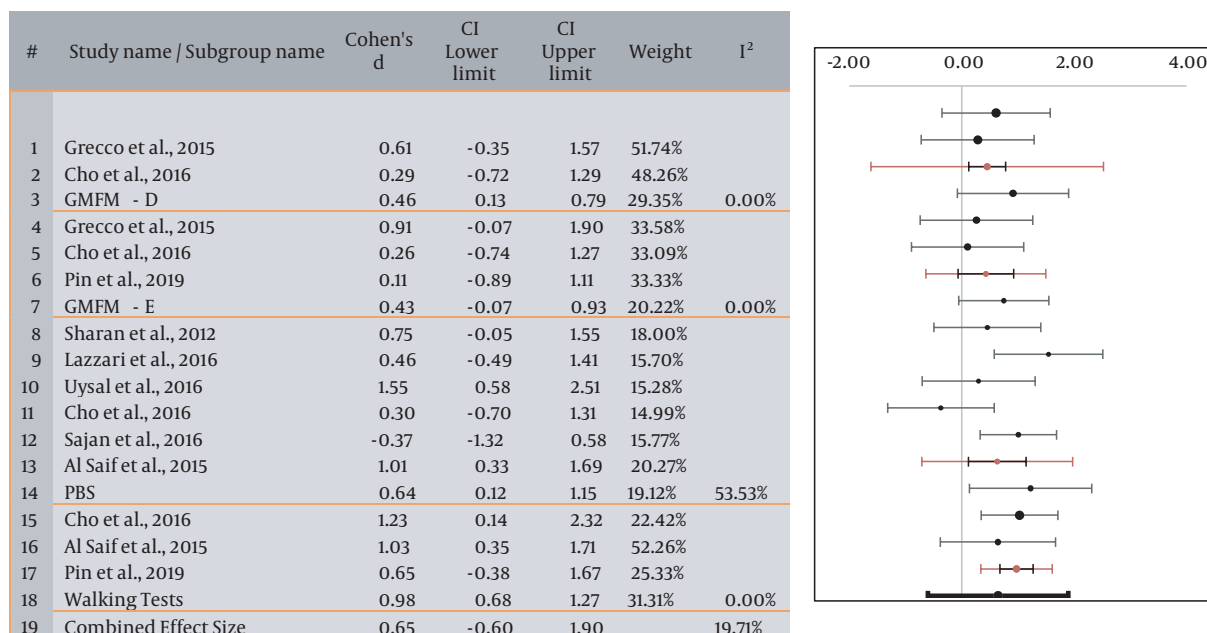 # Study name / Subgroup name Cohen's d CI Lower limit CI Upper limit Weight I²
1 Grecco et al., 2015 0.61 -0.35 1.57 51.74%
2 Cho et al., 2016 0.29 -0.72 1.29 48.26%
3 GMFM - D 0.46 0.13 0.79 29.35% 0.00%
4 Grecco et al., 2015 0.91 -0.07 1.90 33.58%
5 Cho et al., 2016 0.26 -0.74 1.27 33.09%
6 Pin et al., 2019 0.11 -0.89 1.11 33.33%
7 GMFM - E 0.43 -0.07 0.93 20.22% 0.00%
8 Sharan et al., 2012 0.75 -0.05 1.55 18.00%
9 Lazzari et al., 2016 0.46 -0.49 1.41 15.70%
10 Uysal et al., 2016 1.55 0.58 2.51 15.28%
11 Cho et al., 2016 0.30 -0.70 1.31 14.99%
12 Sajan et al., 2016 -0.37 -1.32 0.58 15.77%
13 Al Saif et al., 2015 1.01 0.33 1.69 20.27%
14 PBS 0.64 0.12 1.15 19.12% 53.53%
15 Cho et al., 2016 1.23 0.14 2.32 22.42%
16 Al Saif et al., 2015 1.03 0.35 1.71 52.26%
17 Pin et al., 2019 0.65 -0.38 1.67 25.33%
18 Walking Tests 0.98 0.68 1.27 31.31% 0.00%
19 Combined Effect Size 0.65 -0.60 1.90 19.71%
-2.00 0.00 2.00 4.00